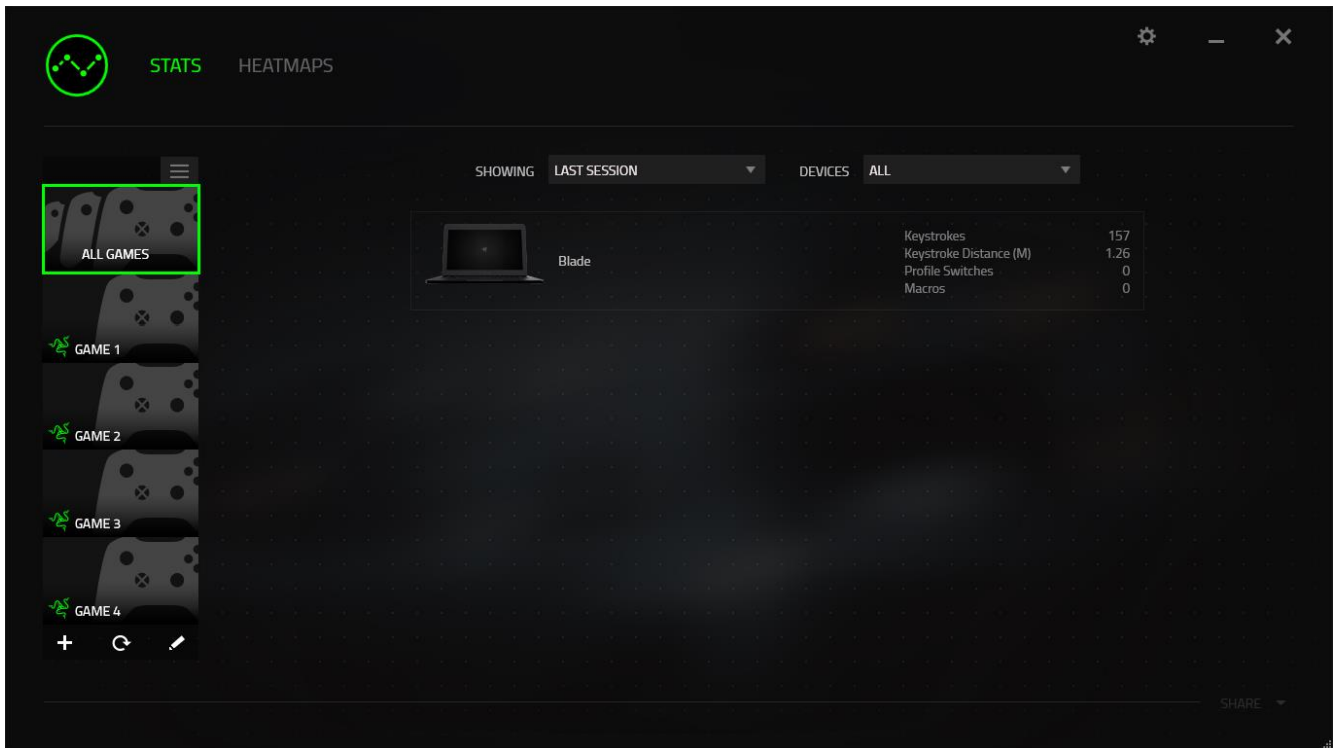 STATS HEATMAPS
SHOWING LAST SESSION DEVICES ALL
ALL GAMES
Blade
Keystrokes 157
Keystroke Distance (M) 1.26
Profile Switches 0
Macros 0
GAME 1
GAME 2
GAME 3
GAME 4
SHARE